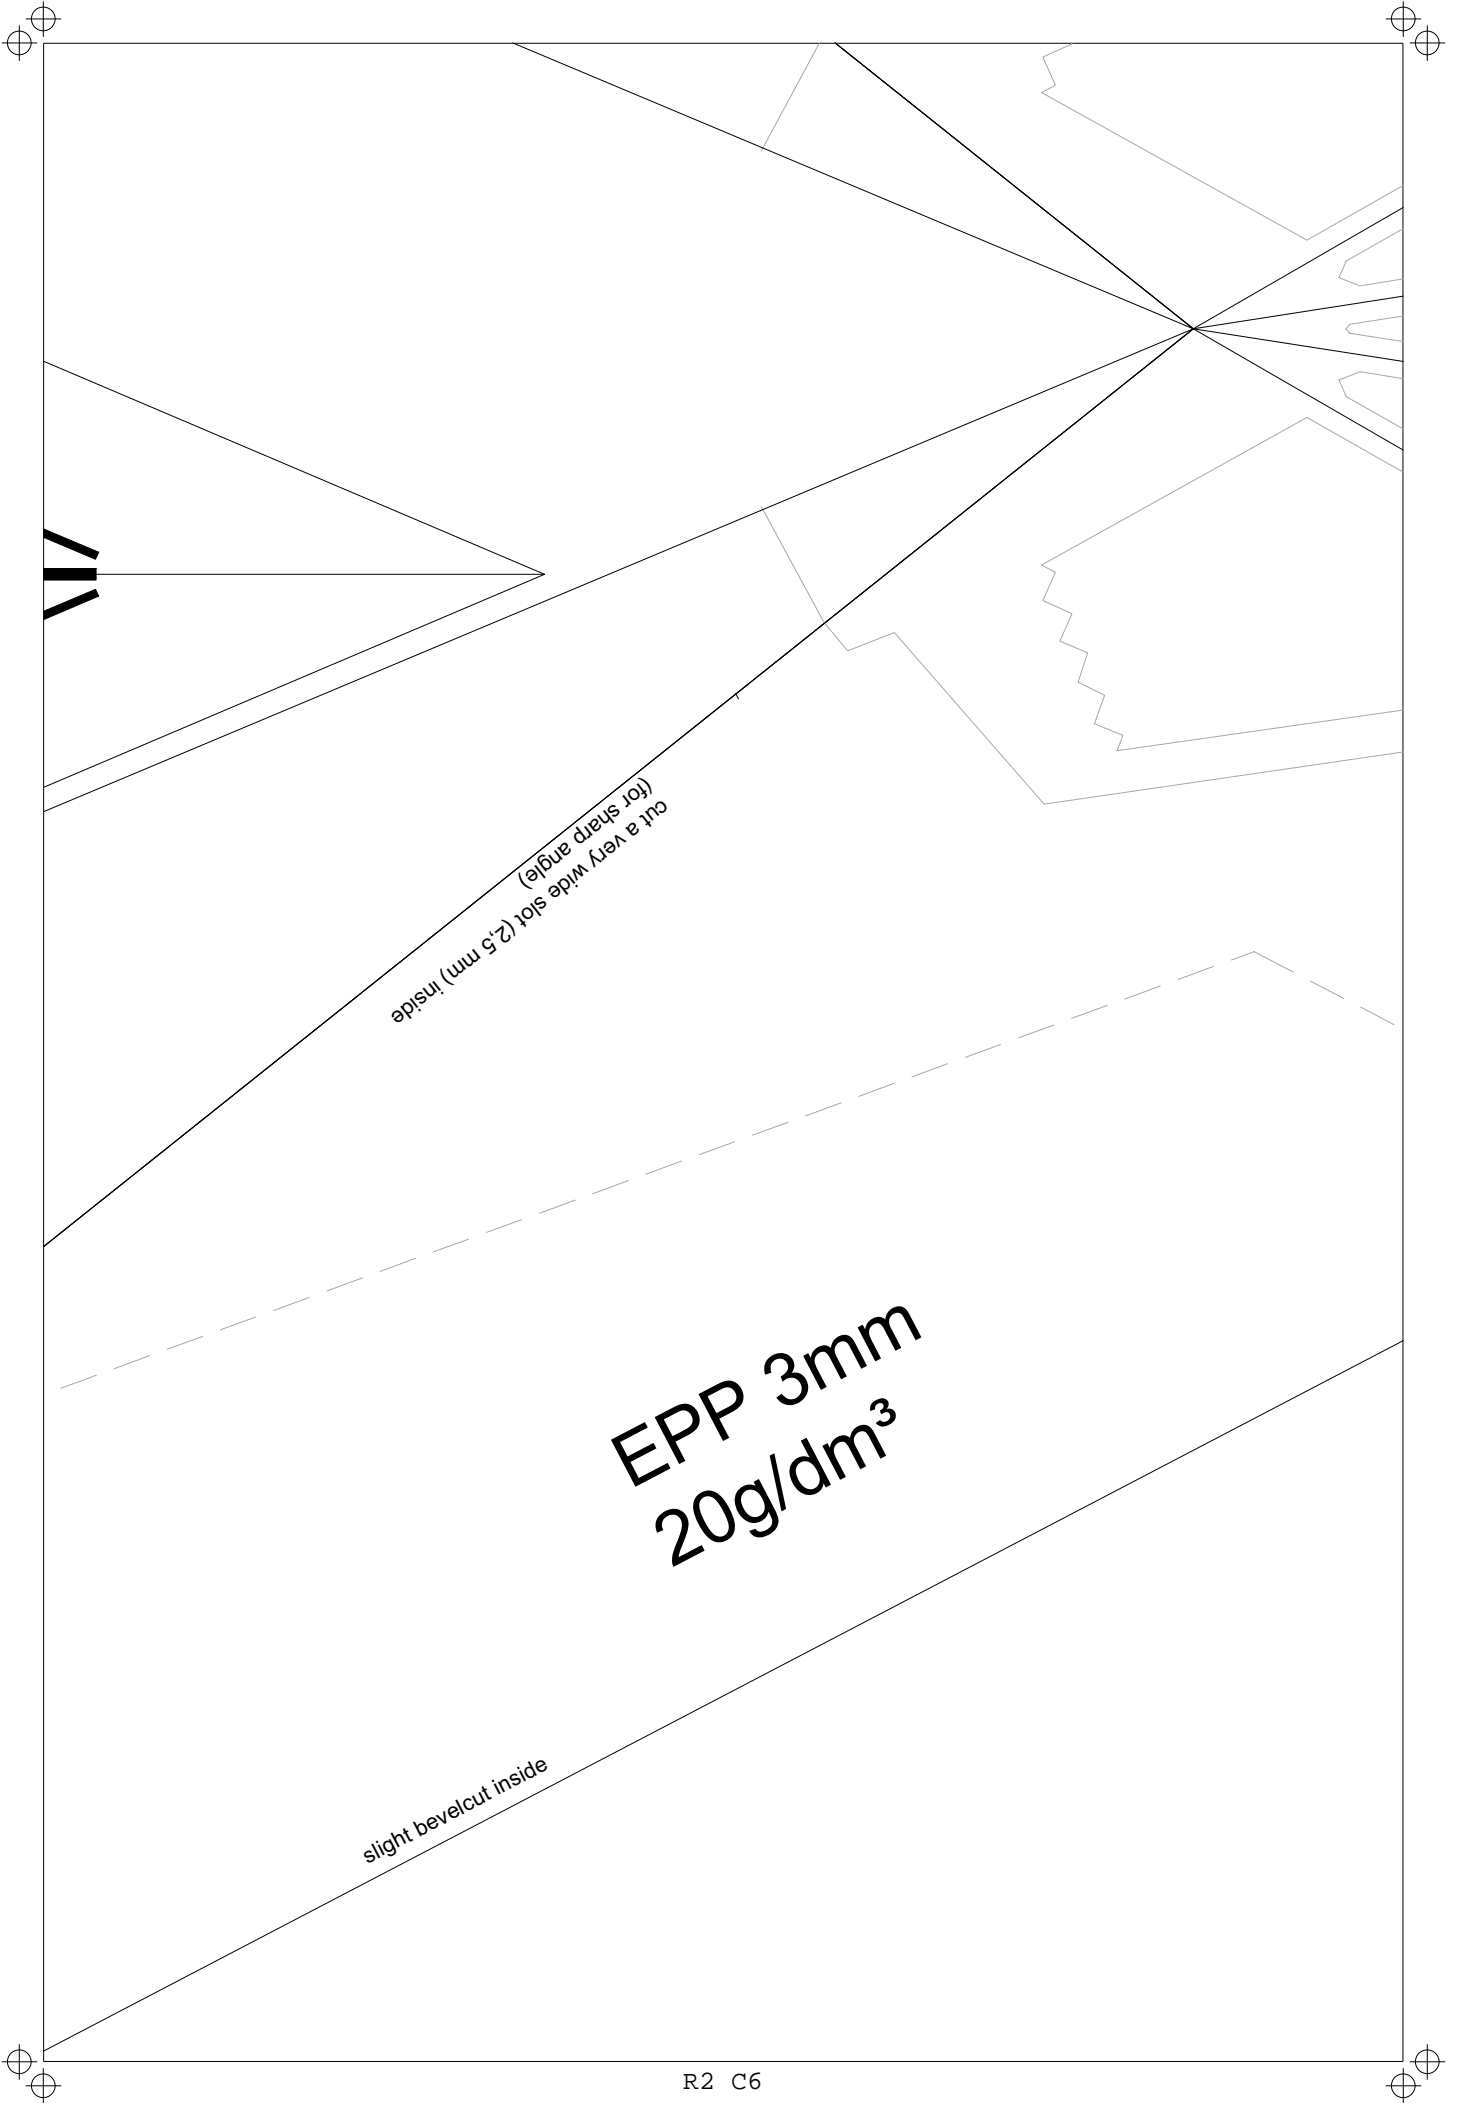 cut a very wide slot (2,5 mm) inside
(for sharp angle)
EPP 3mm
20g/dm³
slight bevelcut inside
R2 C6